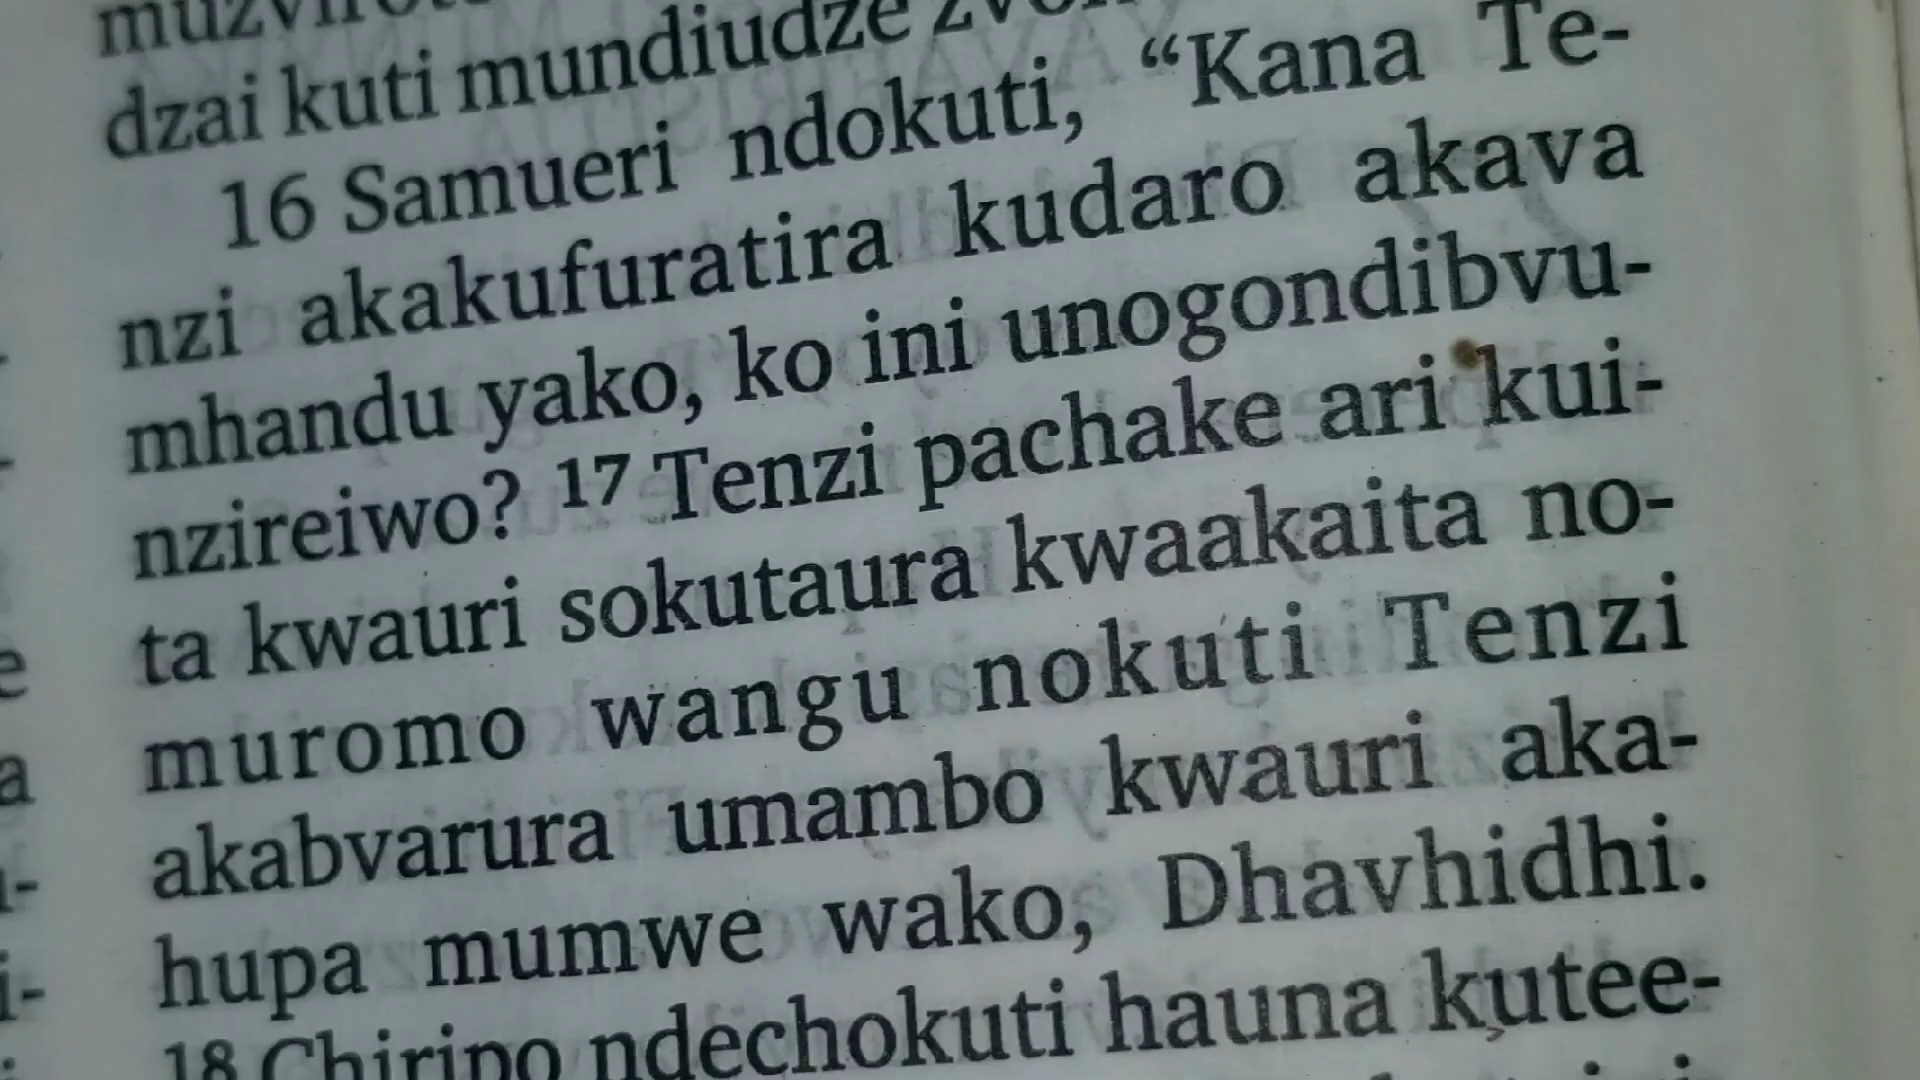 dzai kuti mundiudze
16 Samueri ndokuti, “Kana Te-
nzi akakufuratira kudaro akava
mhandu yako, ko ini unogondibvu-
nzireiwo? 17 Tenzi pachake ari kui-
ta kwauri sokutaura kwaakaita no-
muromo wangu nokuti Tenzi
akabvarura umambo kwauri aka-
hupa mumwe wako, Dhavhidhi.
18 Chiripo ndechokuti hauna kutee-